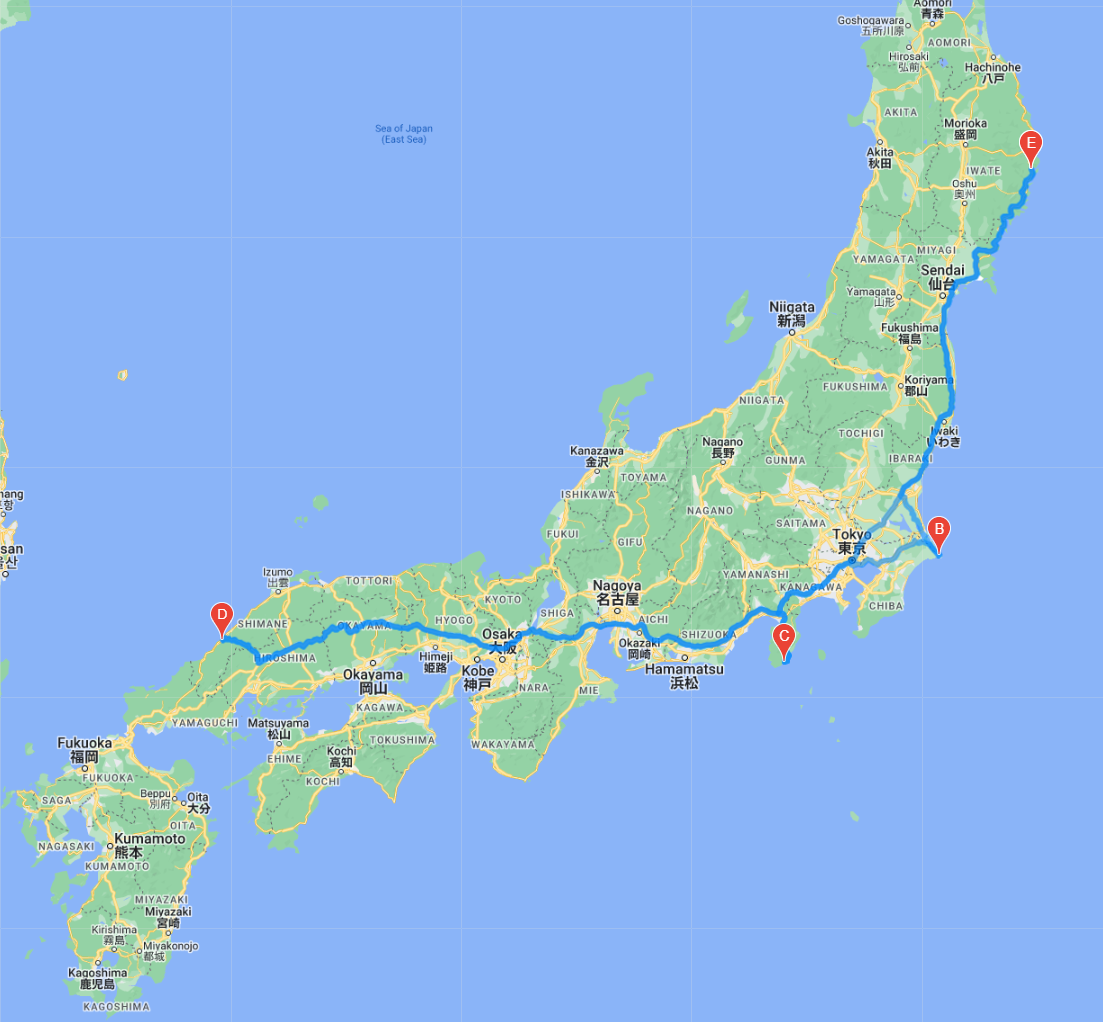 Aomori
青森
Goshogawara
五所川原
AOMORI
Hirosaki
弘前
Hachinohe
八戸
AKITA
Sea of Japan
(East Sea)
Morioka
盛岡
E
Akita
秋田
IWATE
Oshu
奥州
MIYAGI
YAMAGATA
Sendai
仙台
Yamagata
山形
Niigata
新潟
Fukushima
福島
Koriyama
郡山
FUKUSHIMA
NIIGATA
Iwaki
いわき
TOCHIGI
Nagano
長野
Kanazawa
金沢
GUNMA
IBARAKI
TOYAMA
ISHIKAWA
NAGANO
SAITAMA
B
FUKUI
GIFU
Tokyo
東京
Izumo
出雲
TOTTORI
YAMANASHI
KANAGAWA
Nagoya
名古屋
KYOTO
CHIBA
D
SHIGA
SHIMANE
HYOGO
AICHI
OKAYAMA
C
Osaka
大阪
SHIZUOKA
Okazaki
岡崎
HIROSHIMA
Himeji
姫路
Kobe
神戸
Hamamatsu
浜松
Okayama
岡山
NARA
MIE
KAGAWA
YAMAGUCHI
Matsuyama
松山
TOKUSHIMA
WAKAYAMA
Fukuoka
福岡
EHIME
Kochi
高知
KOCHI
FUKUOKA
Beppu
別府
Oita
大分
SAGA
OITA
NAGASAKI
Kumamoto
熊本
KUMAMOTO
MIYAZAKI
Miyazaki
宮崎
Kirishima
霧島
Miyakonojo
都城
Kagoshima
鹿児島
KAGOSHIMA